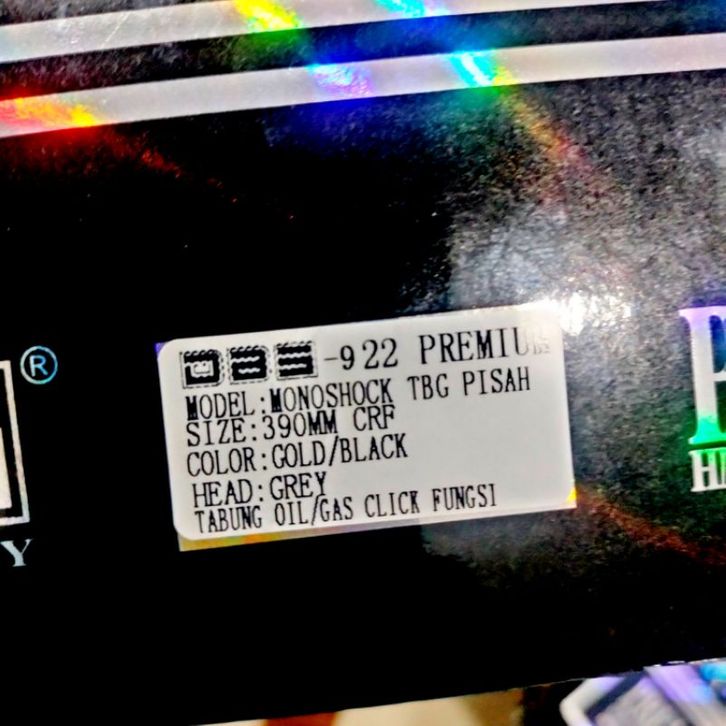 ®
DBS-922 PREMIUM
MODEL:MONOSHOCK TBG PISAH
SIZE:390MM CRF
COLOR:GOLD/BLACK
HEAD:GREY
TABUNG OIL/GAS CLICK FUNGSI
Y